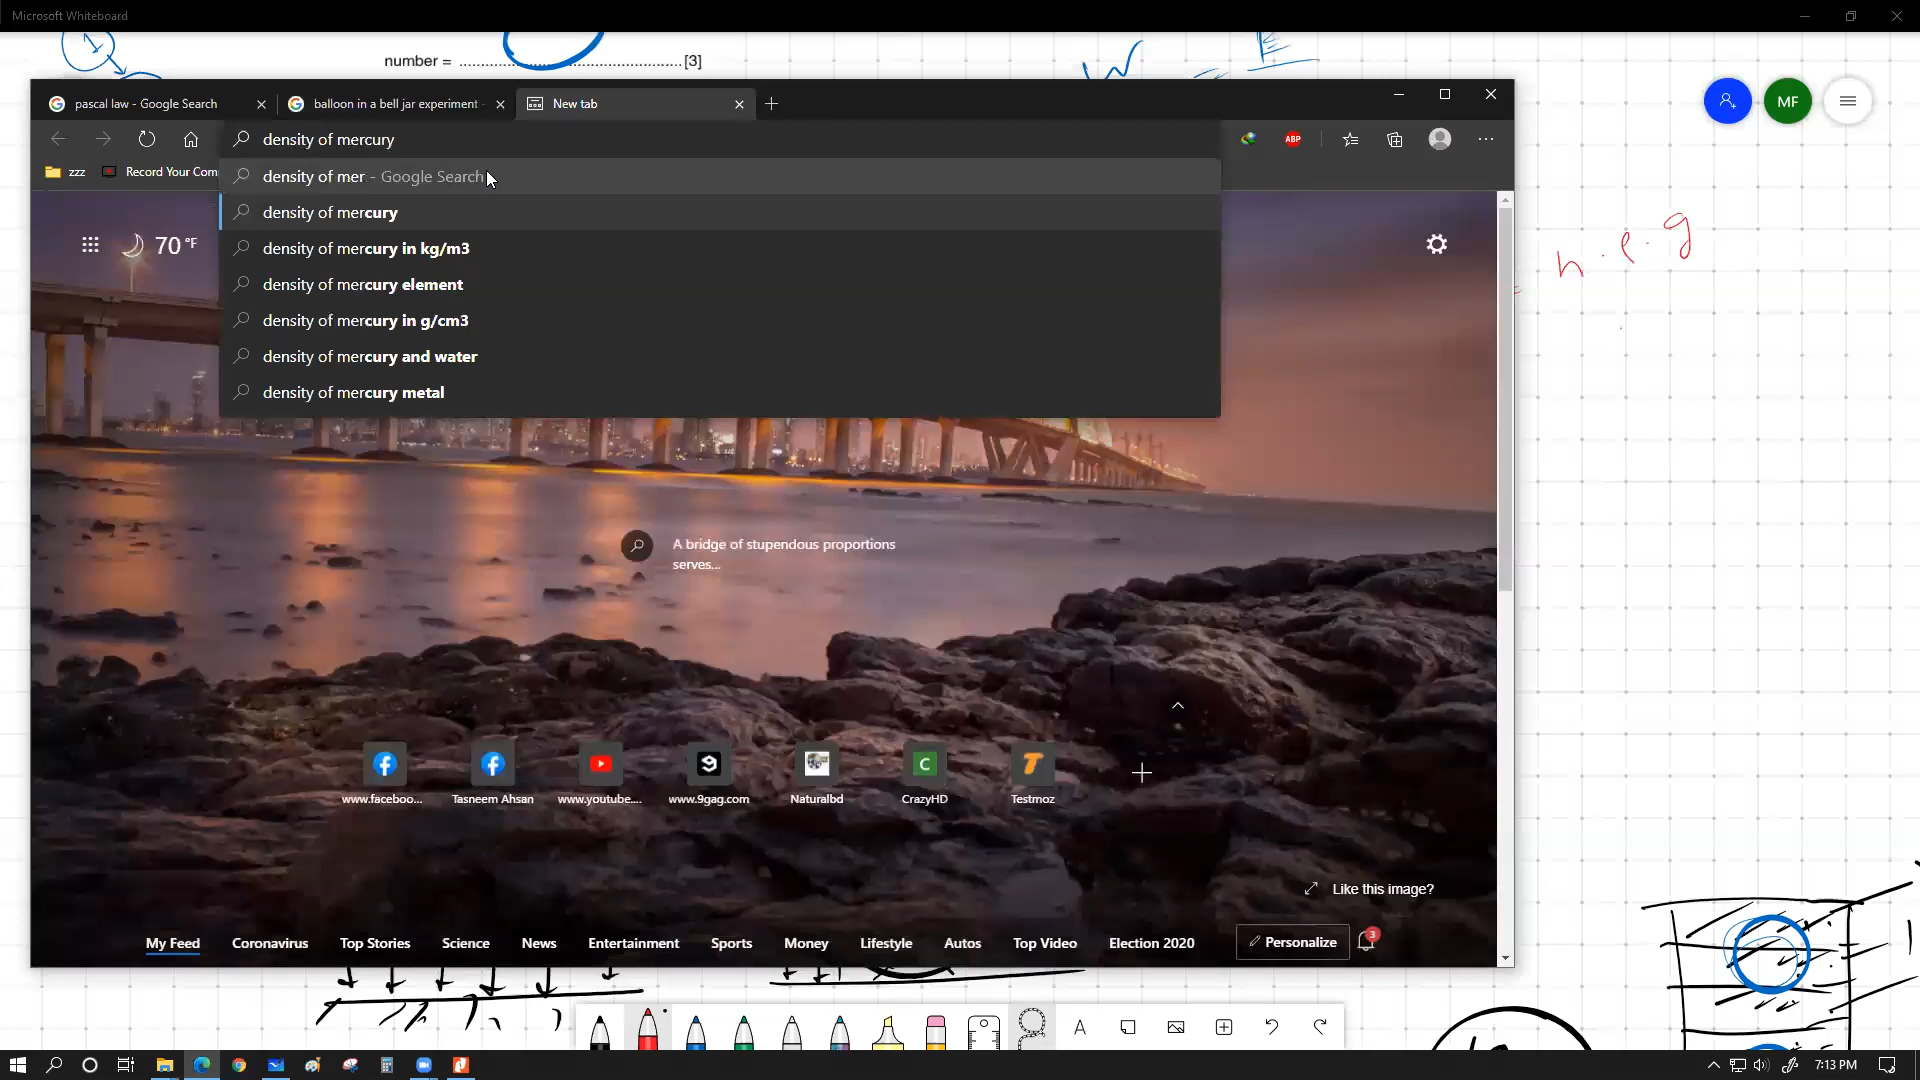 Microsoft Whiteboard
number = ................................................ [3]
W
pascal law - Google Search
balloon in a bell jar experiment -
New tab
density of mercury
ABP
MF
zzz
Record Your Com
density of mer - Google Search
density of mercury
density of mercury in kg/m3
density of mercury element
density of mercury in g/cm3
density of mercury and water
density of mercury metal
70 °F
h . ρ . g
A bridge of stupendous proportions
serves...
www.faceboo...
Tasneem Ahsan
www.youtube....
www.9gag.com
Naturalbd
C
CrazyHD
Testmoz
Like this image?
My Feed
Coronavirus
Top Stories
Science
News
Entertainment
Sports
Money
Lifestyle
Autos
Top Video
Election 2020
Personalize
3
A
7:13 PM